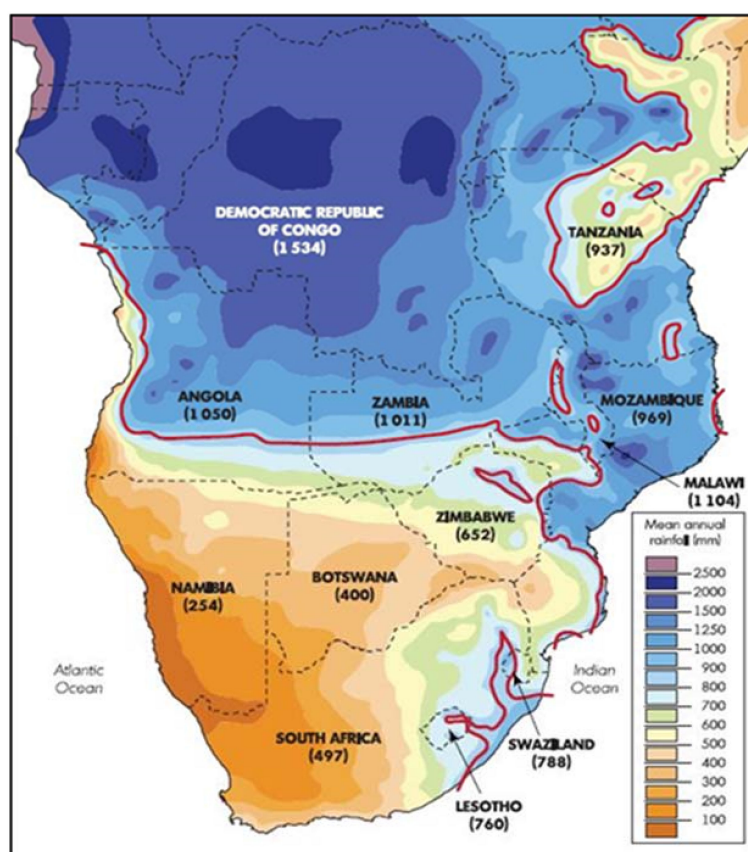 DEMOCRATIC REPUBLIC
OF CONGO
(1 534)
TANZANIA
(937)
ANGOLA
(1 050)
ZAMBIA
(1 011)
MOZAMBIQUE
(969)
MALAWI
(1 104)
ZIMBABWE
(652)
NAMIBIA
(254)
BOTSWANA
(400)
Atlantic
Ocean
Indian
Ocean
SOUTH AFRICA
(497)
SWAZILAND
(788)
LESOTHO
(760)
Mean annual
rainfall (mm)
2500
2000
1500
1250
1000
900
800
700
600
500
400
300
200
100